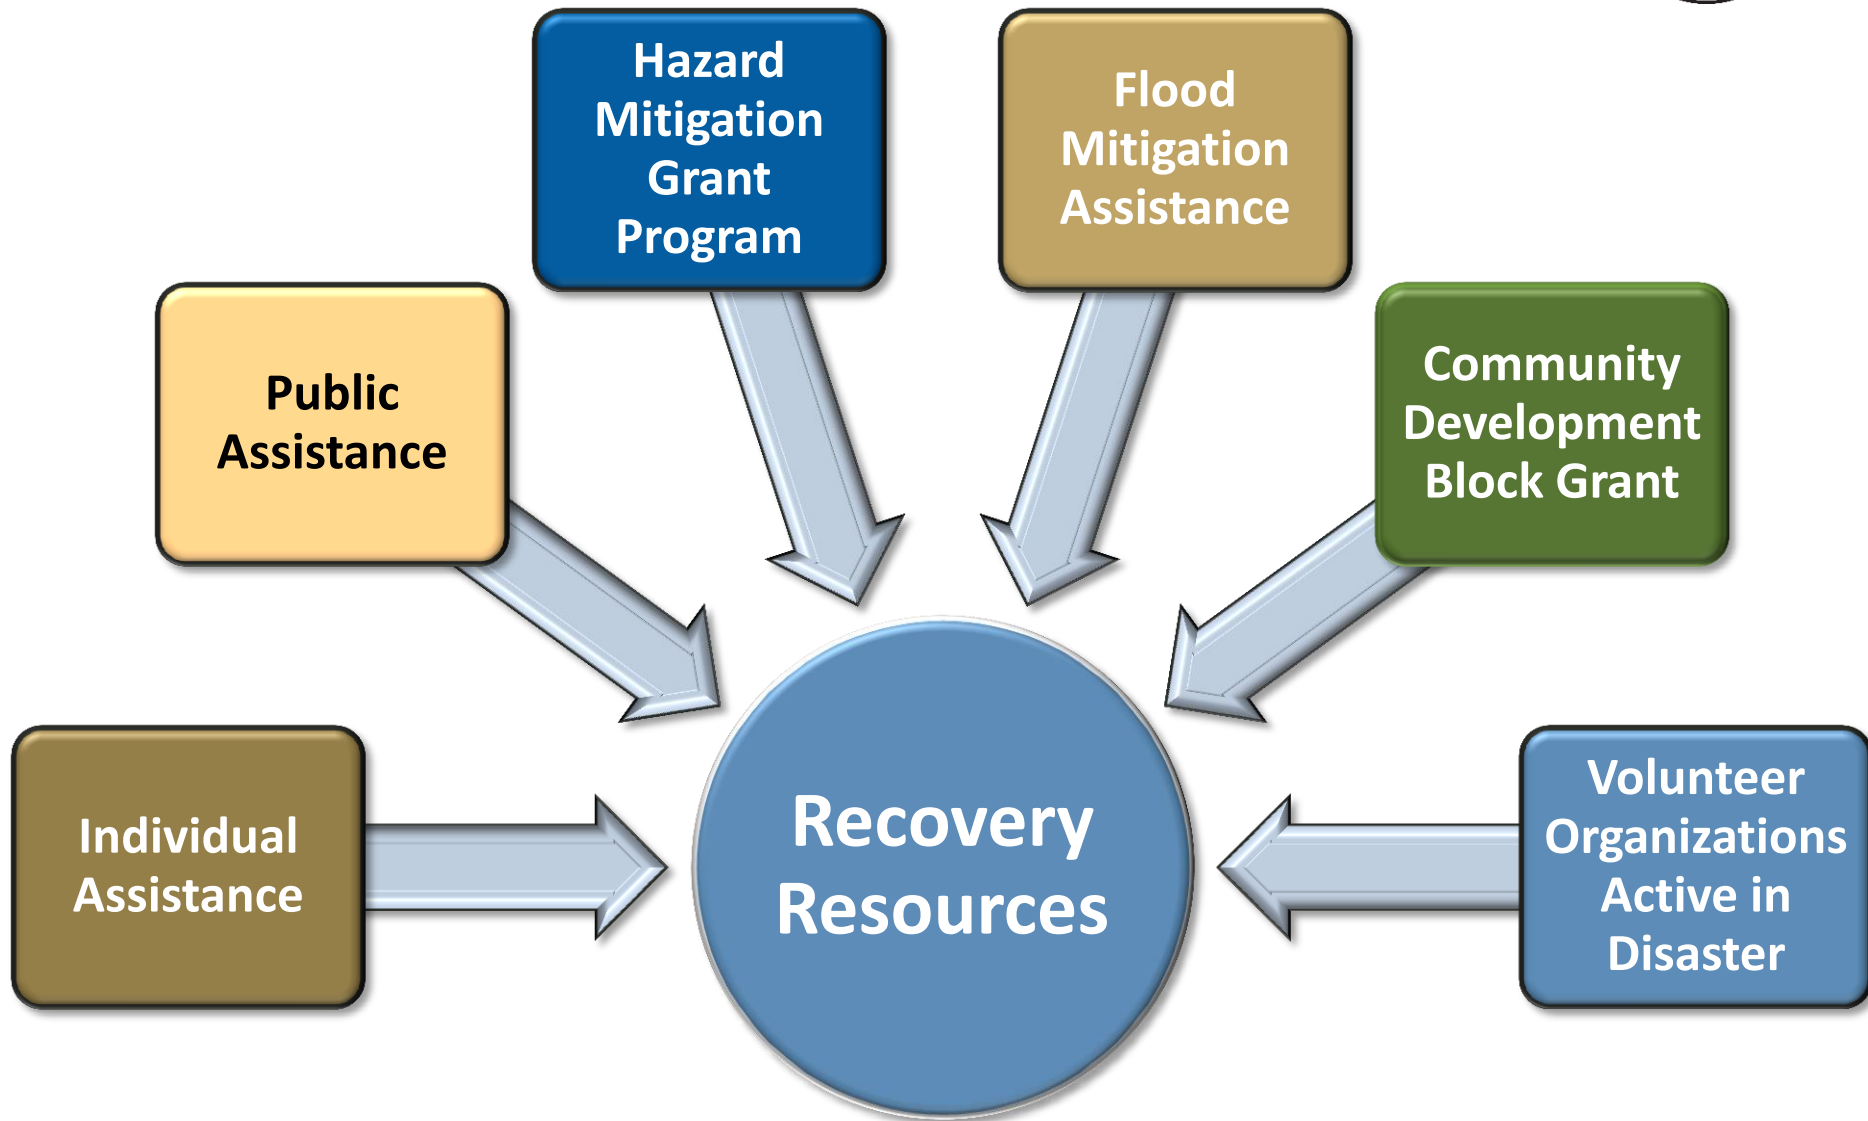 Hazard
Mitigation
Grant
Program
Flood
Mitigation
Assistance
Public
Assistance
Community
Development
Block Grant
Individual
Assistance
Recovery
Resources
Volunteer
Organizations
Active in
Disaster